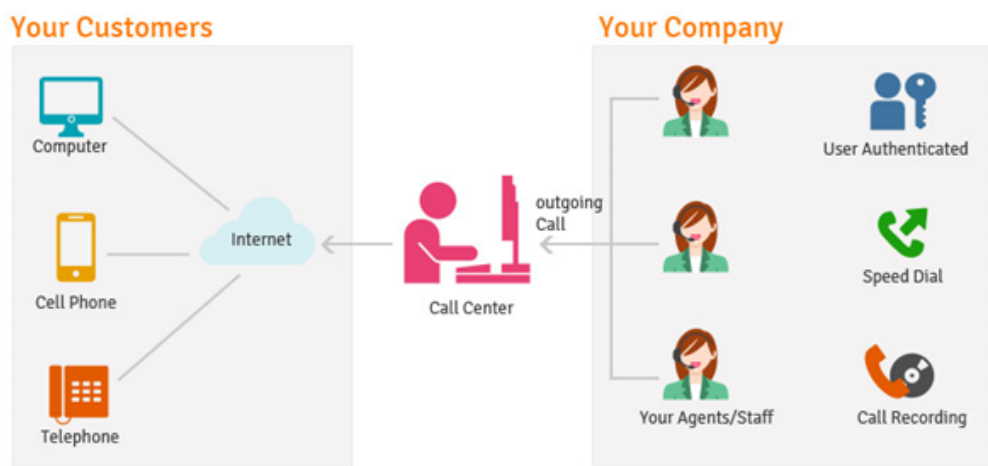 Your Customers
Your Company
Computer
User Authenticated
outgoing
Call
Internet
Speed Dial
Cell Phone
Call Center
Your Agents/Staff
Call Recording
Telephone